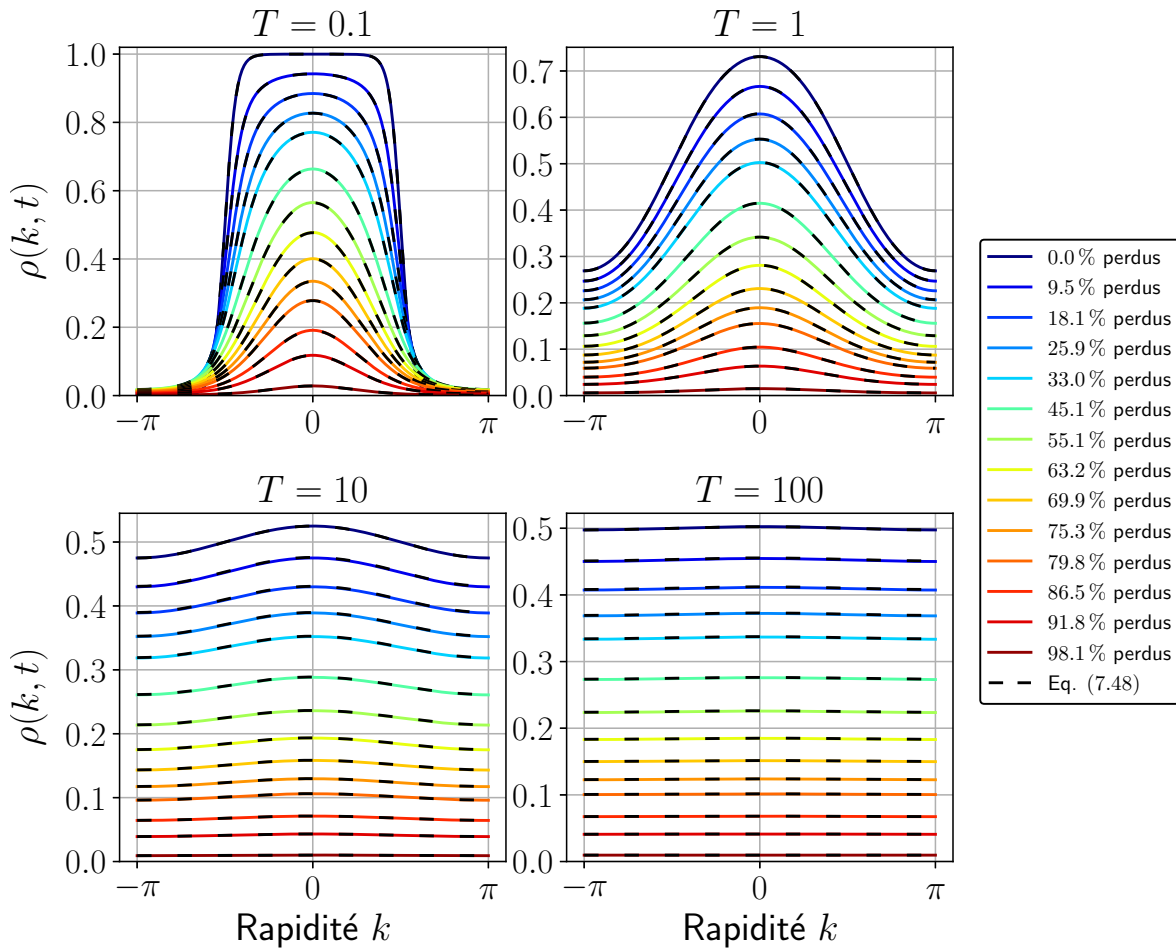 T = 0.1
T = 1
ρ(k, t)
1.0
0.8
0.6
0.4
0.2
0.0
−π
0
π
0.7
0.6
0.5
0.4
0.3
0.2
0.1
0.0
−π
0
π
T = 10
T = 100
ρ(k, t)
0.5
0.4
0.3
0.2
0.1
0.0
−π
0
π
Rapidité k
0.5
0.4
0.3
0.2
0.1
0.0
−π
0
π
Rapidité k
0.0 % perdus
9.5 % perdus
18.1 % perdus
25.9 % perdus
33.0 % perdus
45.1 % perdus
55.1 % perdus
63.2 % perdus
69.9 % perdus
75.3 % perdus
79.8 % perdus
86.5 % perdus
91.8 % perdus
98.1 % perdus
Eq. (7.48)